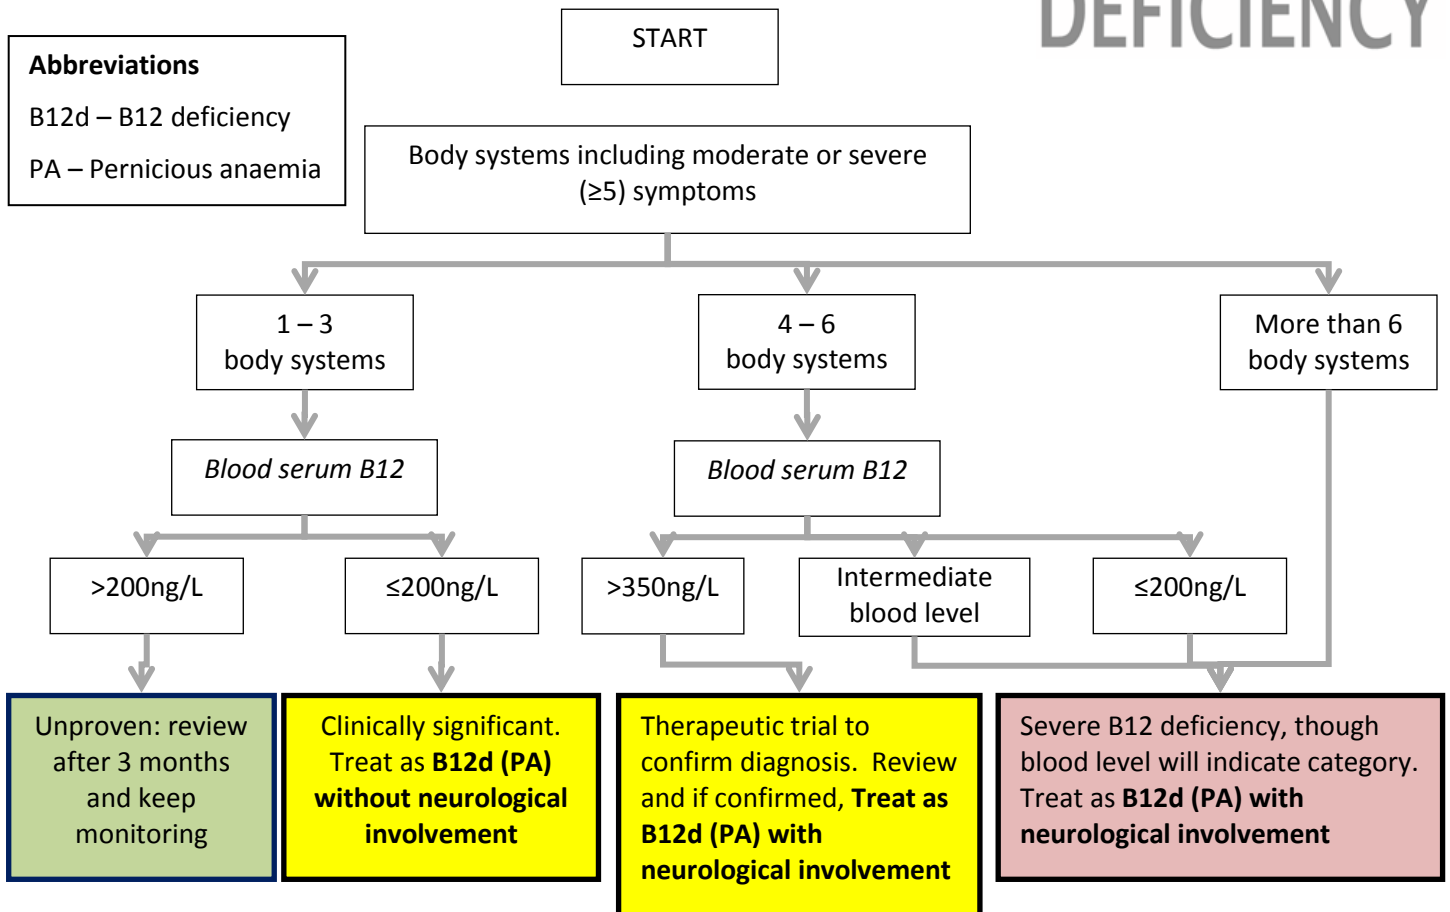 DEFICIENCY
START
Abbreviations
B12d – B12 deficiency
PA – Pernicious anaemia
Body systems including moderate or severe
(≥5) symptoms
1 – 3
body systems
4 – 6
body systems
More than 6
body systems
Blood serum B12
Blood serum B12
>200ng/L
≤200ng/L
>350ng/L
Intermediate
blood level
≤200ng/L
Unproven: review
after 3 months
and keep
monitoring
Clinically significant.
Treat as B12d (PA)
without neurological
involvement
Therapeutic trial to
confirm diagnosis.  Review
and if confirmed, Treat as
B12d (PA) with
neurological involvement
Severe B12 deficiency, though
blood level will indicate category.
Treat as B12d (PA) with
neurological involvement